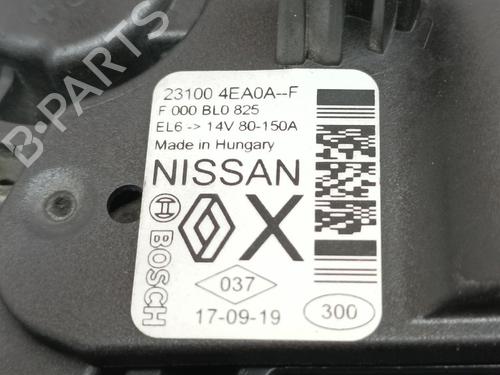 B-PARTS
23100 4EA0A--F
F 000 BL0 825
EL6 -> 14V 80-150A
Made in Hungary
NISSAN
BOSCH
X
037
17-09-19
300